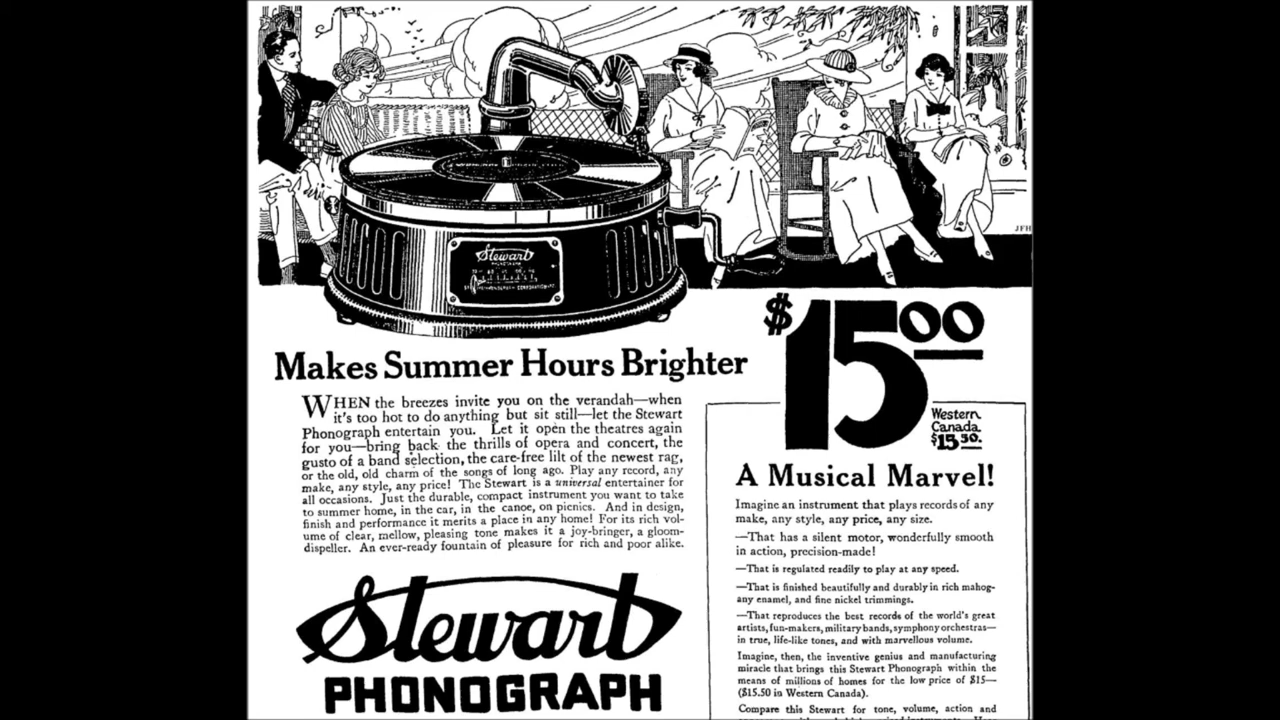 JFH
Stewart
PHONOGRAPH
$15.00
Western
Canada
$15.50.
Makes Summer Hours Brighter
WHEN the breezes invite you on the verandah—when
it's too hot to do anything but sit still—let the Stewart
Phonograph entertain you. Let it open the theatres again
for you—bring back the thrills of opera and concert, the
gusto of a band selection, the care-free lilt of the newest rag,
or the old, old charm of the songs of long ago. Play any record, any
make, any style, any price! The Stewart is a universal entertainer for
all occasions. Just the durable, compact instrument you want to take
to summer home, in the car, in the canoe, on picnics. And in design,
finish and performance it merits a place in any home! For its rich vol-
ume of clear, mellow, pleasing tone makes it a joy-bringer, a gloom-
dispeller. An ever-ready fountain of pleasure for rich and poor alike.
Stewart
PHONOGRAPH
A Musical Marvel!
Imagine an instrument that plays records of any
make, any style, any price, any size.
—That has a silent motor, wonderfully smooth
in action, precision-made!
—That is regulated readily to play at any speed.
—That is finished beautifully and durably in rich mahog-
any enamel, and fine nickel trimmings.
—That reproduces the best records of the world's great
artists, fun-makers, military bands, symphony orchestras—
in true, life-like tones, and with marvellous volume.
Imagine, then, the inventive genius and manufacturing
miracle that brings this Stewart Phonograph within the
means of millions of homes for the low price of $15—
($15.50 in Western Canada).
Compare this Stewart for tone, volume, action and